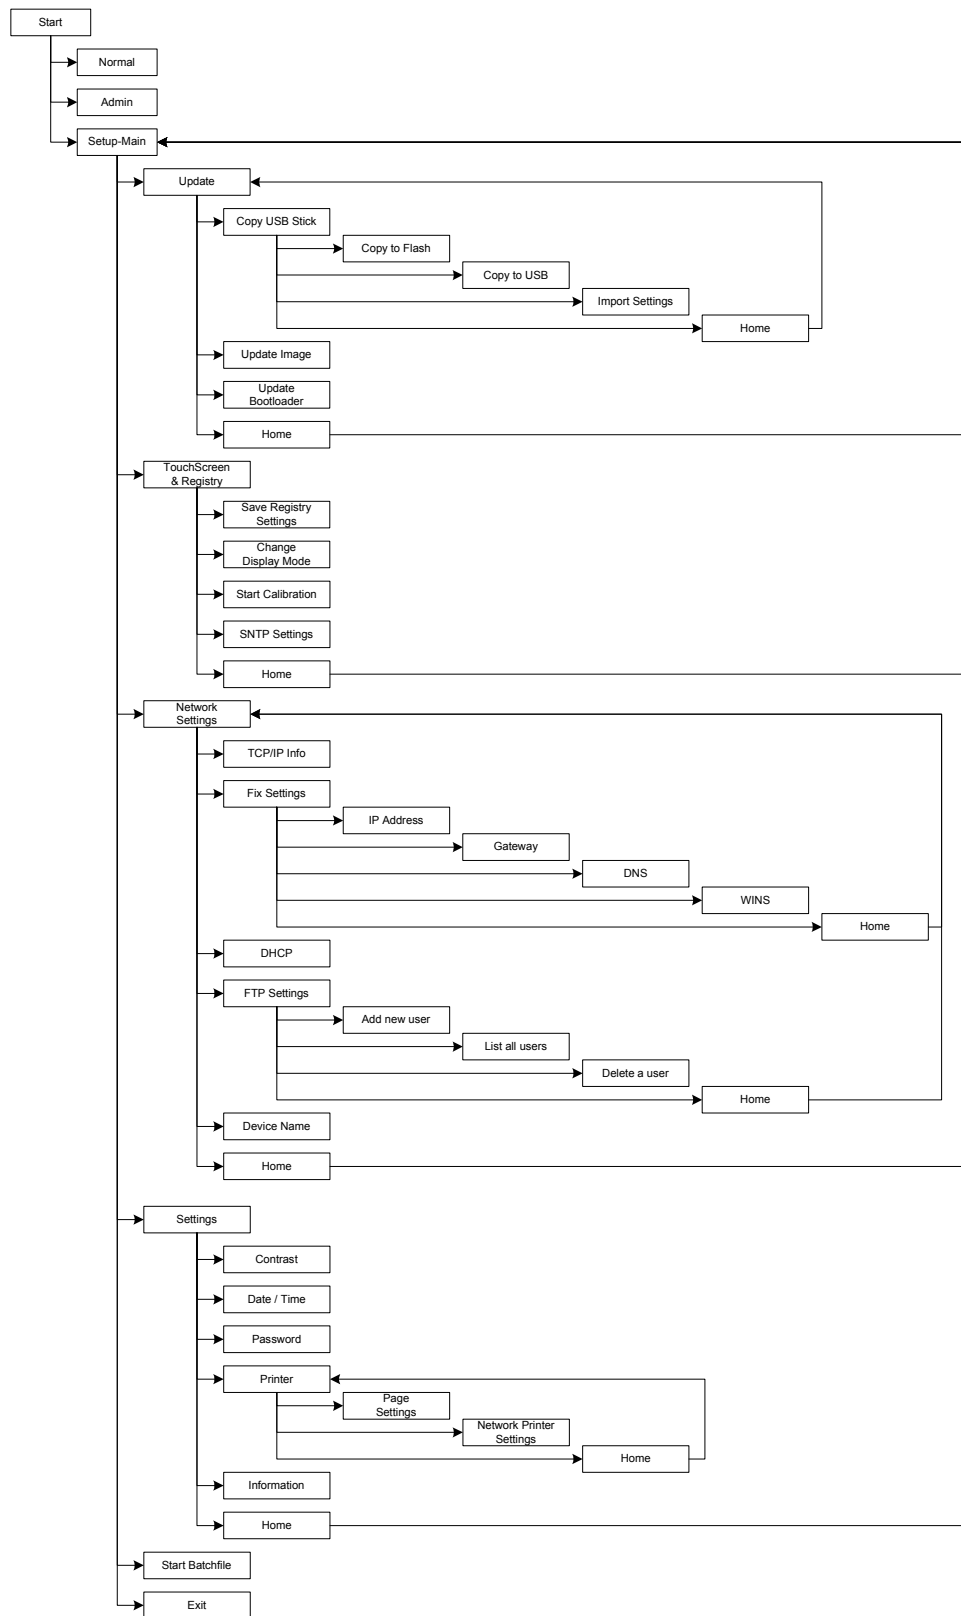 Start
Normal
Admin
Setup-Main
Update
Copy USB Stick
Copy to Flash
Copy to USB
Import Settings
Home
Update Image
Update
Bootloader
Home
TouchScreen
& Registry
Save Registry
Settings
Change
Display Mode
Start Calibration
SNTP Settings
Home
Network
Settings
TCP/IP Info
Fix Settings
IP Address
Gateway
DNS
WINS
Home
DHCP
FTP Settings
Add new user
List all users
Delete a user
Home
Device Name
Home
Settings
Contrast
Date / Time
Password
Printer
Page
Settings
Network Printer
Settings
Home
Information
Home
Start Batchfile
Exit